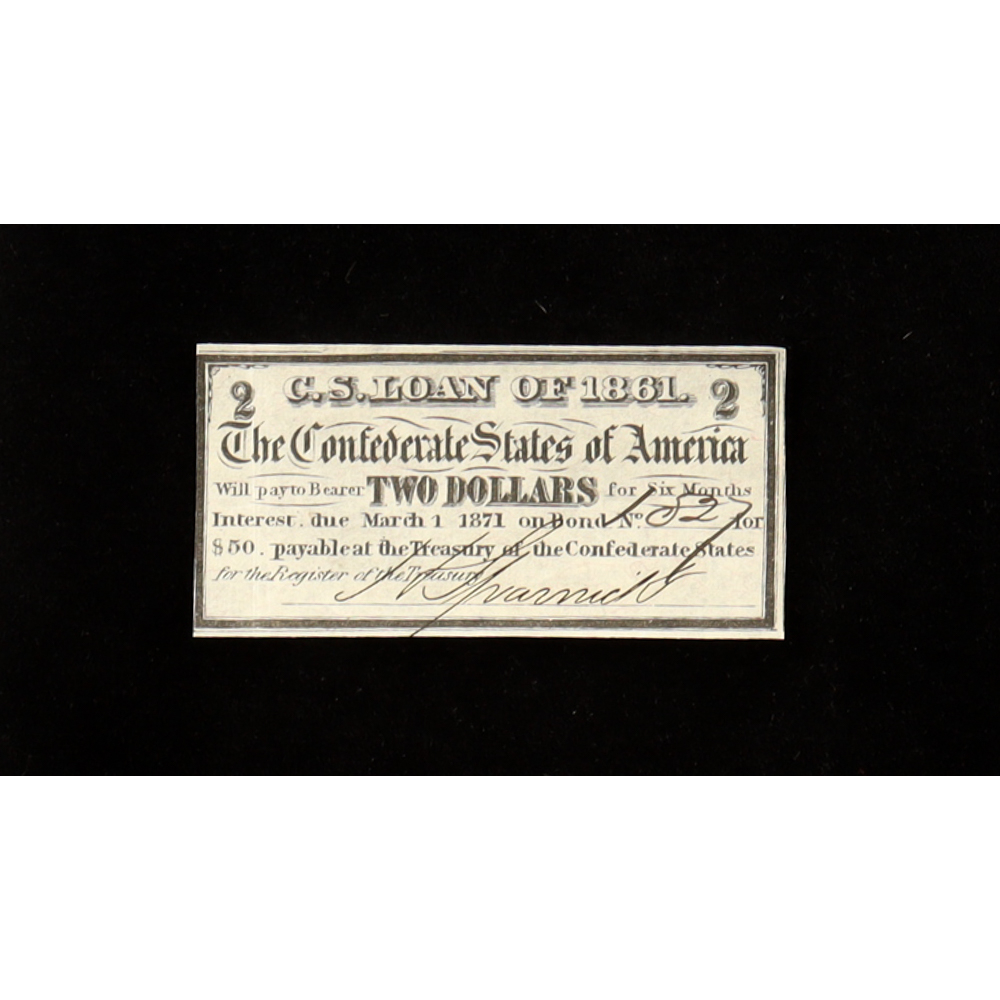 2 C. S. LOAN OF 1861. 2
The Confederate States of America
Will pay to Bearer TWO DOLLARS for Six Months
Interest. due March 1 1871 on Bond No. 1827 for
$50. payable at the Treasury of the Confederate States
for the Register of the Treasury